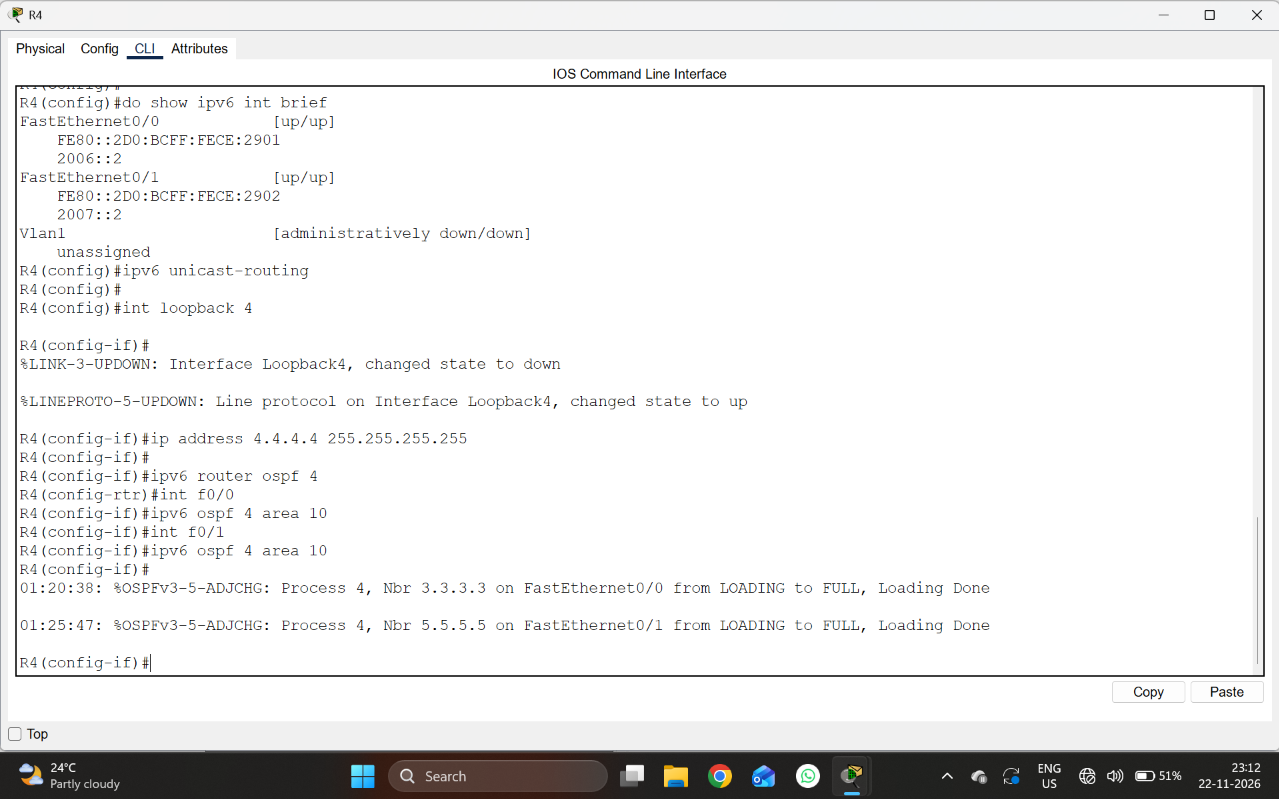 R4
Physical Config CLI Attributes
IOS Command Line Interface
R4(config)#
R4(config)#do show ipv6 int brief
FastEthernet0/0 [up/up]
FE80::2D0:BCFF:FECE:2901
2006::2
FastEthernet0/1 [up/up]
FE80::2D0:BCFF:FECE:2902
2007::2
Vlan1 [administratively down/down]
unassigned
R4(config)#ipv6 unicast-routing
R4(config)#
R4(config)#int loopback 4
R4(config-if)#
%LINK-3-UPDOWN: Interface Loopback4, changed state to down
%LINEPROTO-5-UPDOWN: Line protocol on Interface Loopback4, changed state to up
R4(config-if)#ip address 4.4.4.4 255.255.255.255
R4(config-if)#
R4(config-if)#ipv6 router ospf 4
R4(config-rtr)#int f0/0
R4(config-if)#ipv6 ospf 4 area 10
R4(config-if)#int f0/1
R4(config-if)#ipv6 ospf 4 area 10
R4(config-if)#
01:20:38: %OSPFv3-5-ADJCHG: Process 4, Nbr 3.3.3.3 on FastEthernet0/0 from LOADING to FULL, Loading Done
01:25:47: %OSPFv3-5-ADJCHG: Process 4, Nbr 5.5.5.5 on FastEthernet0/1 from LOADING to FULL, Loading Done
R4(config-if)#
Copy Paste
Top
24°C
Partly cloudy
Search
ENG
US
51%
23:12
22-11-2026